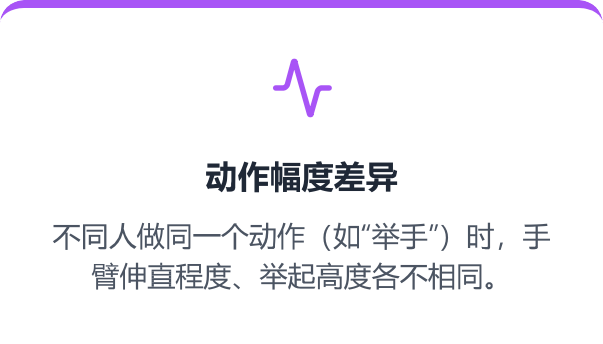 动作幅度差异
不同人做同一个动作（如“举手”）时，手
臂伸直程度、举起高度各不相同。